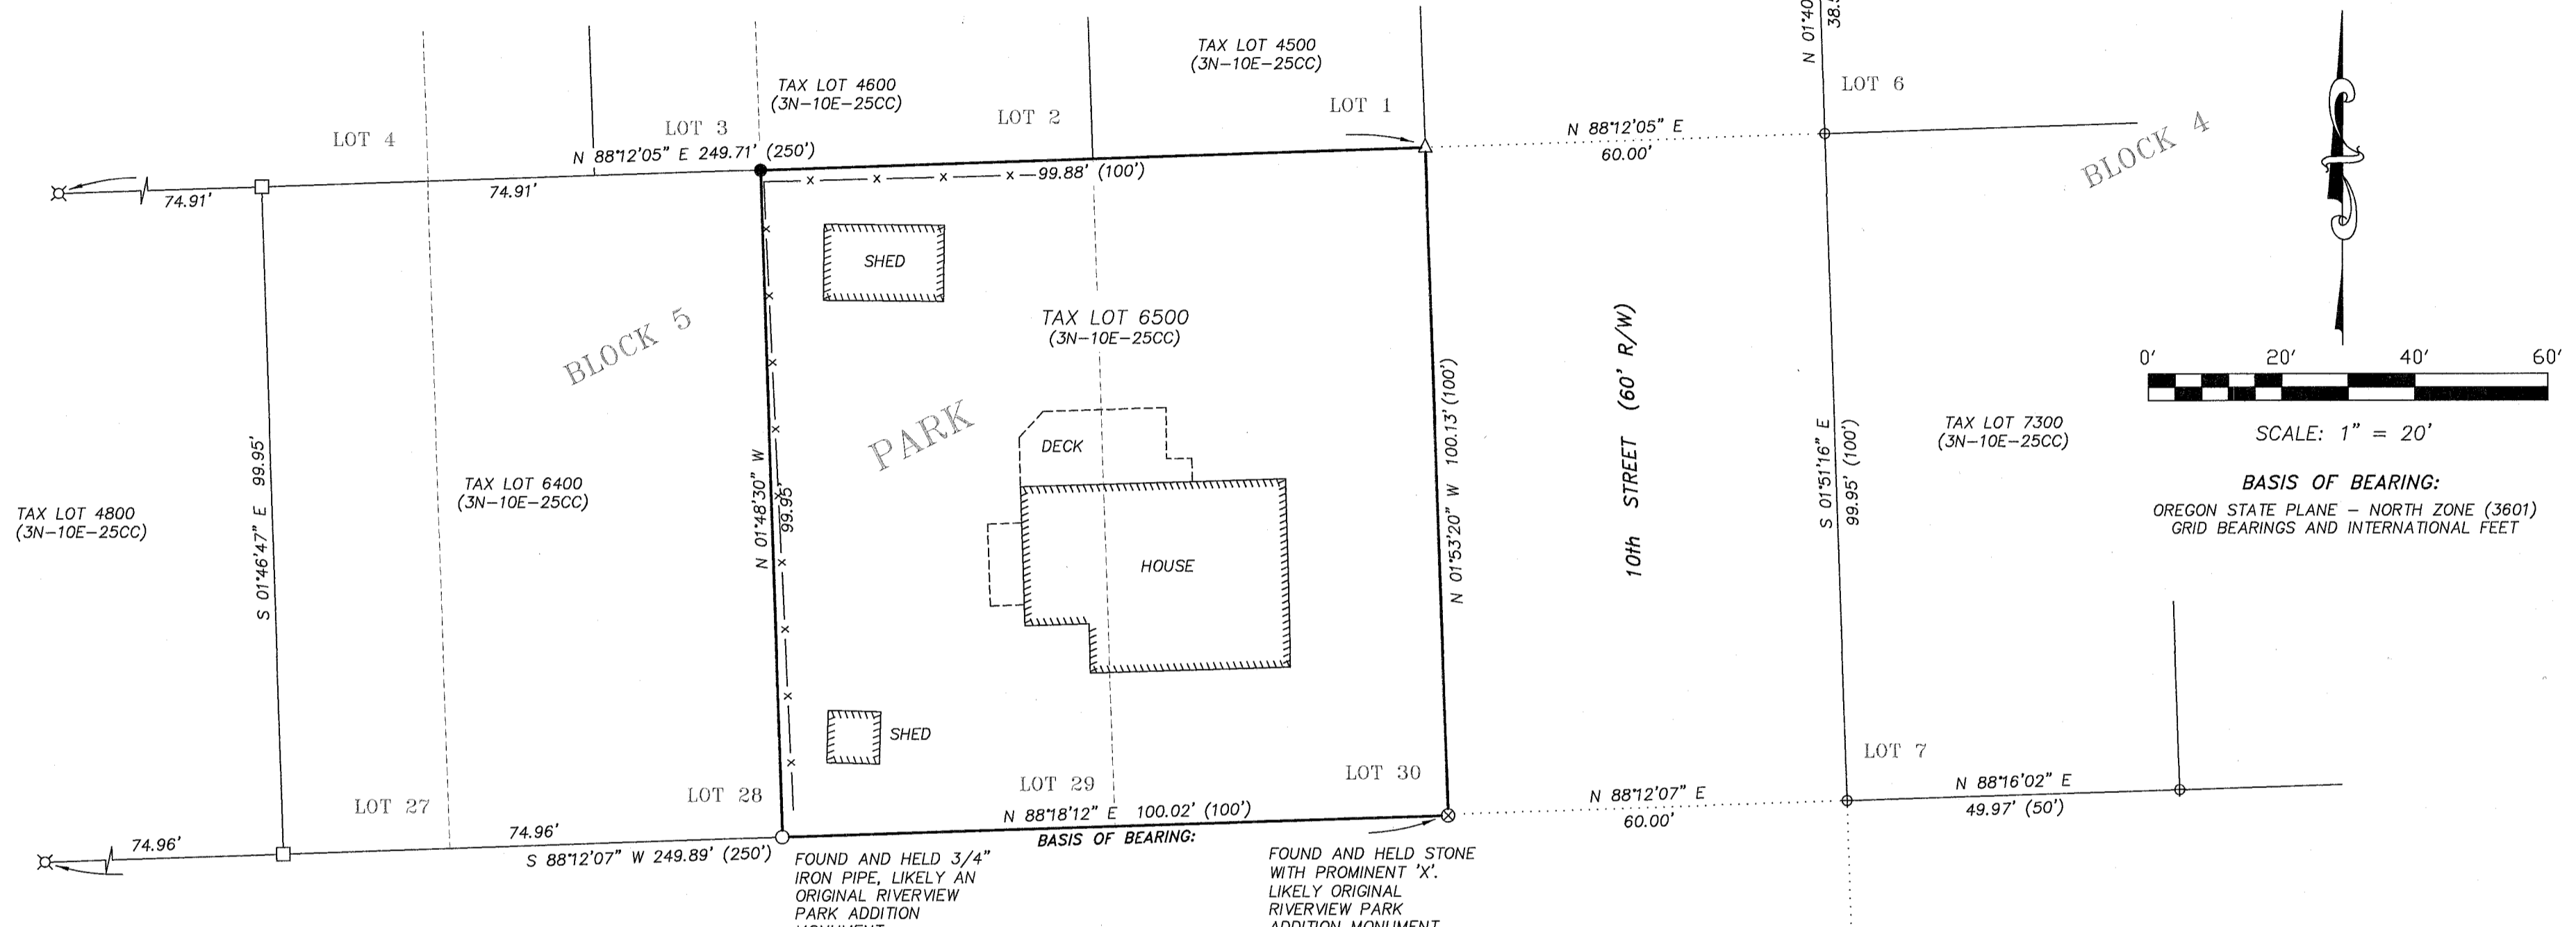 N 01°40
38.5
TAX LOT 4500
(3N-10E-25CC)
LOT 6
TAX LOT 4600
(3N-10E-25CC)
LOT 1
LOT 2
LOT 3
LOT 4
N 88°12'05" E
60.00'
BLOCK 4
N 88°12'05" E 249.71' (250')
99.88' (100')
74.91'
74.91'
SHED
TAX LOT 6500
(3N-10E-25CC)
BLOCK 5
PARK
DECK
HOUSE
SHED
TAX LOT 4800
(3N-10E-25CC)
S 01°46'47" E 99.95'
TAX LOT 6400
(3N-10E-25CC)
N 01°48'30" W
99.95'
N 01°53'20" W 100.13' (100')
10th STREET (60' R/W)
S 01°51'16" E
99.95' (100')
TAX LOT 7300
(3N-10E-25CC)
0' 20' 40' 60'
SCALE: 1" = 20'
BASIS OF BEARING:
OREGON STATE PLANE – NORTH ZONE (3601)
GRID BEARINGS AND INTERNATIONAL FEET
LOT 7
LOT 30
LOT 29
LOT 28
LOT 27
N 88°16'02" E
49.97' (50')
N 88°12'07" E
60.00'
N 88°18'12" E 100.02' (100')
BASIS OF BEARING:
74.96'
74.96'
S 88°12'07" W 249.89' (250')
FOUND AND HELD 3/4"
IRON PIPE, LIKELY AN
ORIGINAL RIVERVIEW
PARK ADDITION
MONUMENT
FOUND AND HELD STONE
WITH PROMINENT 'X'.
LIKELY ORIGINAL
RIVERVIEW PARK
ADDITION MONUMENT